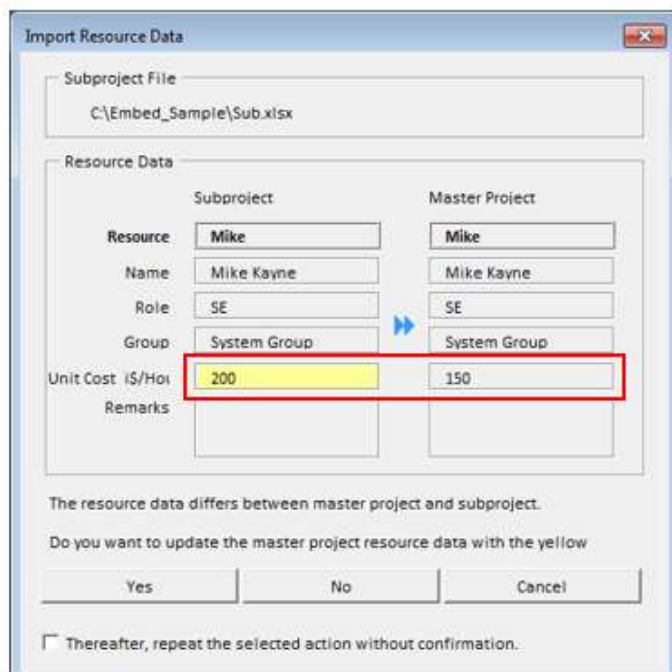 Import Resource Data
Subproject File
C:\Embed_Sample\Sub.xlsx
Resource Data
Subproject Master Project
Resource Mike Mike
Name Mike Kayne Mike Kayne
Role SE SE
Group System Group System Group
Unit Cost ($/Hou 200 150
Remarks
The resource data differs between master project and subproject.
Do you want to update the master project resource data with the yellow
Yes No Cancel
Thereafter, repeat the selected action without confirmation.